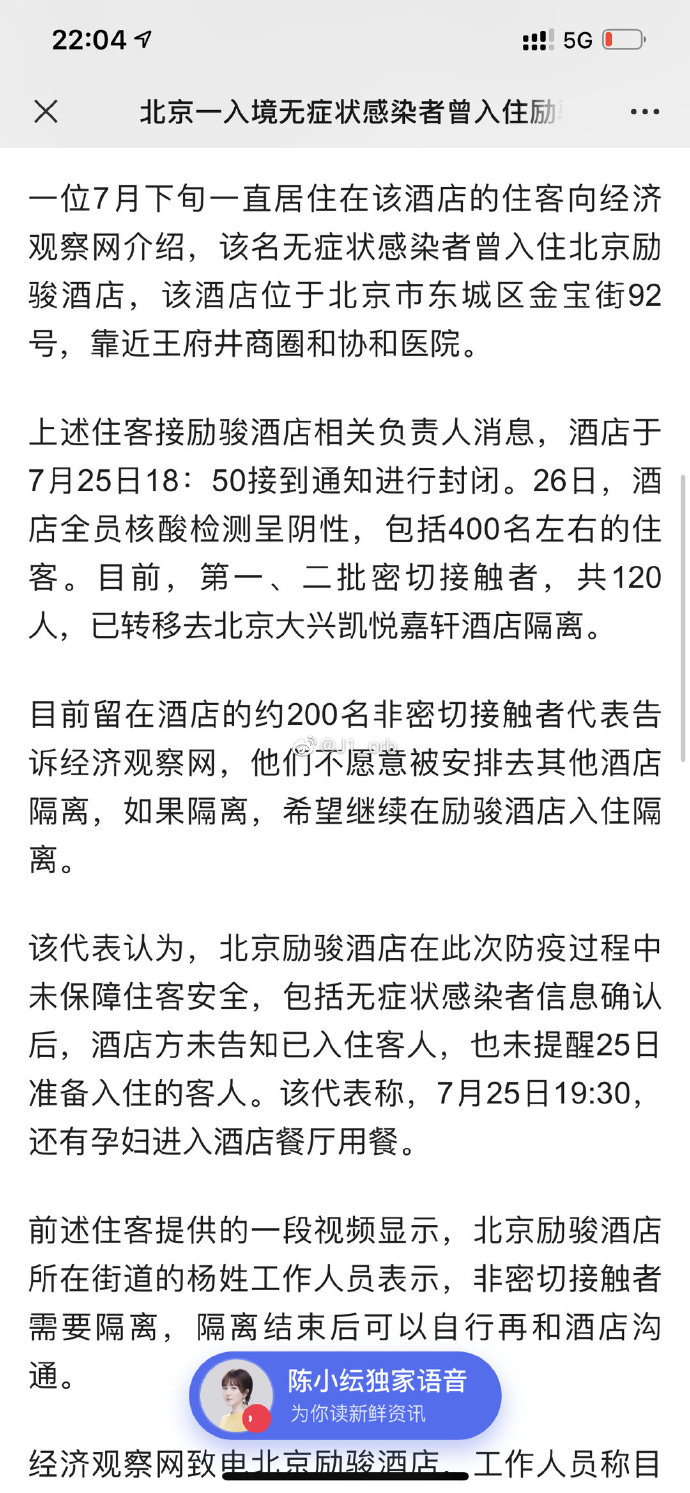 22:04
5G
北京一入境无症状感染者曾入住励
一位7月下旬一直居住在该酒店的住客向经济
观察网介绍，该名无症状感染者曾入住北京励
骏酒店，该酒店位于北京市东城区金宝街92
号，靠近王府井商圈和协和医院。
上述住客接励骏酒店相关负责人消息，酒店于
7月25日18：50接到通知进行封闭。26日，酒
店全员核酸检测呈阴性，包括400名左右的住
客。目前，第一、二批密切接触者，共120
人，已转移去北京大兴凯悦嘉轩酒店隔离。
目前留在酒店的约200名非密切接触者代表告
诉经济观察网，他们不愿意被安排去其他酒店
隔离，如果隔离，希望继续在励骏酒店入住隔
离。
该代表认为，北京励骏酒店在此次防疫过程中
未保障住客安全，包括无症状感染者信息确认
后，酒店方未告知已入住客人，也未提醒25日
准备入住的客人。该代表称，7月25日19:30，
还有孕妇进入酒店餐厅用餐。
前述住客提供的一段视频显示，北京励骏酒店
所在街道的杨姓工作人员表示，非密切接触者
需要隔离，隔离结束后可以自行再和酒店沟
通。
陈小纭独家语音
为你读新鲜资讯
经济观察网致电北京励骏酒店，工作人员称目